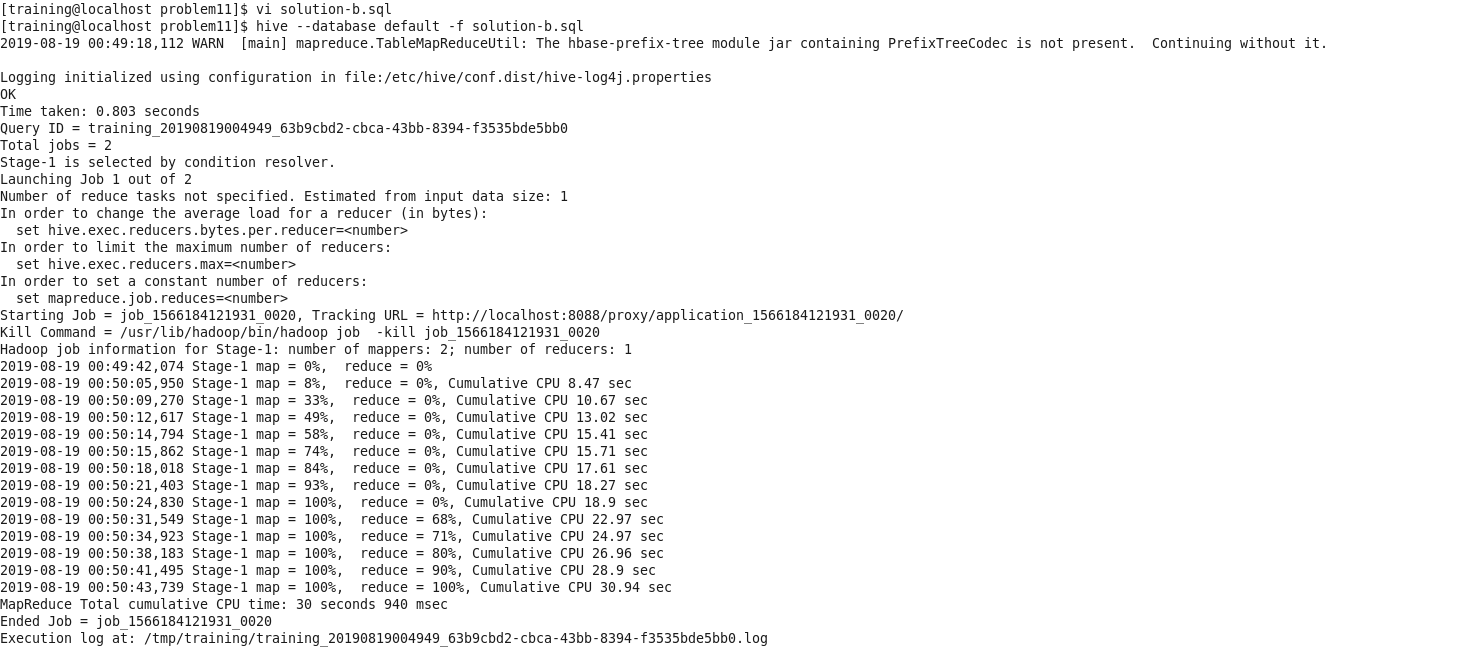 [training@localhost problem11]$ vi solution-b.sql
[training@localhost problem11]$ hive --database default -f solution-b.sql
2019-08-19 00:49:18,112 WARN  [main] mapreduce.TableMapReduceUtil: The hbase-prefix-tree module jar containing PrefixTreeCodec is not present.  Continuing without it.

Logging initialized using configuration in file:/etc/hive/conf.dist/hive-log4j.properties
OK
Time taken: 0.803 seconds
Query ID = training_20190819004949_63b9cbd2-cbca-43bb-8394-f3535bde5bb0
Total jobs = 2
Stage-1 is selected by condition resolver.
Launching Job 1 out of 2
Number of reduce tasks not specified. Estimated from input data size: 1
In order to change the average load for a reducer (in bytes):
  set hive.exec.reducers.bytes.per.reducer=<number>
In order to limit the maximum number of reducers:
  set hive.exec.reducers.max=<number>
In order to set a constant number of reducers:
  set mapreduce.job.reduces=<number>
Starting Job = job_1566184121931_0020, Tracking URL = http://localhost:8088/proxy/application_1566184121931_0020/
Kill Command = /usr/lib/hadoop/bin/hadoop job  -kill job_1566184121931_0020
Hadoop job information for Stage-1: number of mappers: 2; number of reducers: 1
2019-08-19 00:49:42,074 Stage-1 map = 0%,  reduce = 0%
2019-08-19 00:50:05,950 Stage-1 map = 8%,  reduce = 0%, Cumulative CPU 8.47 sec
2019-08-19 00:50:09,270 Stage-1 map = 33%,  reduce = 0%, Cumulative CPU 10.67 sec
2019-08-19 00:50:12,617 Stage-1 map = 49%,  reduce = 0%, Cumulative CPU 13.02 sec
2019-08-19 00:50:14,794 Stage-1 map = 58%,  reduce = 0%, Cumulative CPU 15.41 sec
2019-08-19 00:50:15,862 Stage-1 map = 74%,  reduce = 0%, Cumulative CPU 15.71 sec
2019-08-19 00:50:18,018 Stage-1 map = 84%,  reduce = 0%, Cumulative CPU 17.61 sec
2019-08-19 00:50:21,403 Stage-1 map = 93%,  reduce = 0%, Cumulative CPU 18.27 sec
2019-08-19 00:50:24,830 Stage-1 map = 100%,  reduce = 0%, Cumulative CPU 18.9 sec
2019-08-19 00:50:31,549 Stage-1 map = 100%,  reduce = 68%, Cumulative CPU 22.97 sec
2019-08-19 00:50:34,923 Stage-1 map = 100%,  reduce = 71%, Cumulative CPU 24.97 sec
2019-08-19 00:50:38,183 Stage-1 map = 100%,  reduce = 80%, Cumulative CPU 26.96 sec
2019-08-19 00:50:41,495 Stage-1 map = 100%,  reduce = 90%, Cumulative CPU 28.9 sec
2019-08-19 00:50:43,739 Stage-1 map = 100%,  reduce = 100%, Cumulative CPU 30.94 sec
MapReduce Total cumulative CPU time: 30 seconds 940 msec
Ended Job = job_1566184121931_0020
Execution log at: /tmp/training/training_20190819004949_63b9cbd2-cbca-43bb-8394-f3535bde5bb0.log